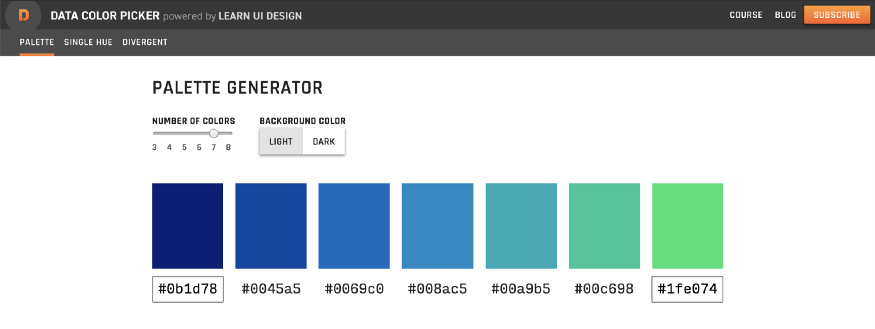 D DATA COLOR PICKER powered by LEARN UI DESIGN COURSE BLOG SUBSCRIBE
PALETTE SINGLE HUE DIVERGENT
PALETTE GENERATOR
NUMBER OF COLORS BACKGROUND COLOR
LIGHT DARK
3 4 5 6 7 8
#0b1d78 #0045a5 #0069c0 #008ac5 #00a9b5 #00c698 #1fe074